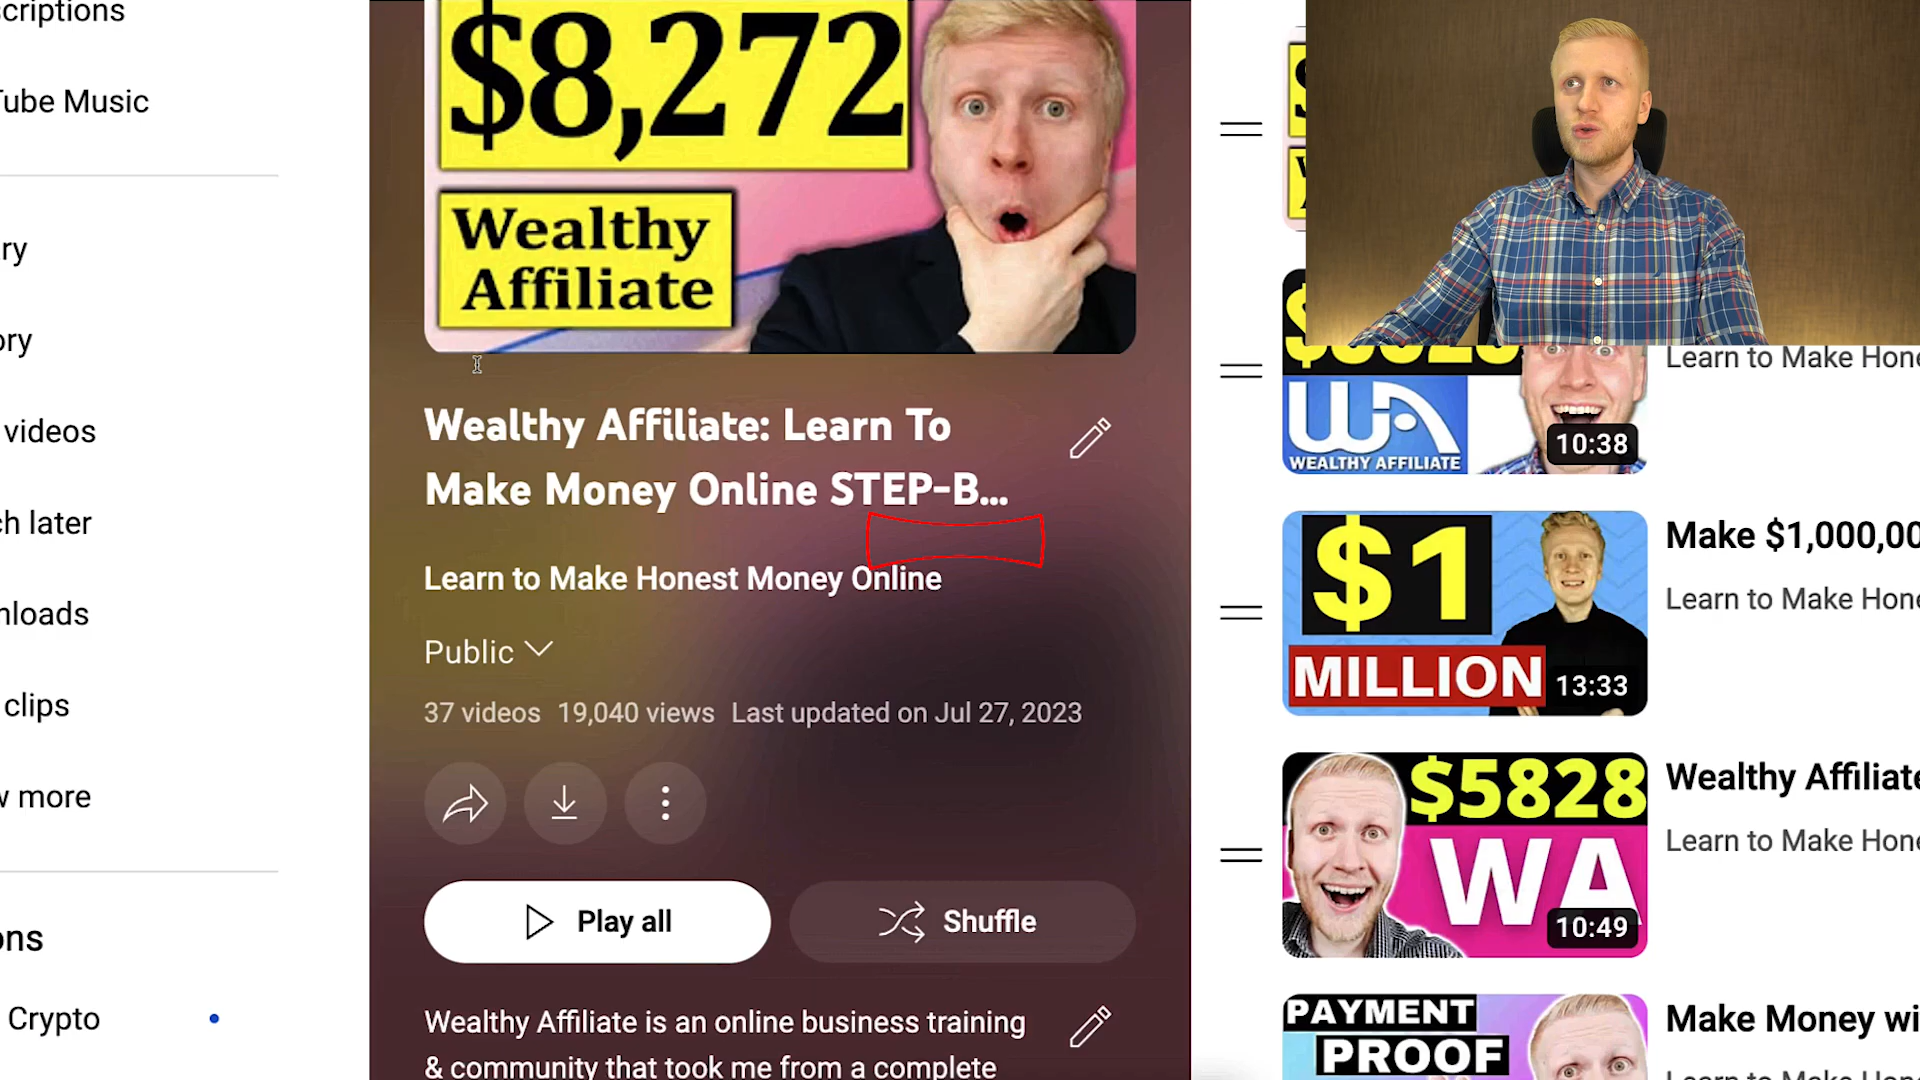 criptions
Tube Music
ry
ory
videos
ch later
nloads
clips
w more
ons
Crypto
$8,272
Wealthy
Affiliate
Wealthy Affiliate: Learn To
Make Money Online STEP-B...
Learn to Make Honest Money Online
Public
37 videos 19,040 views Last updated on Jul 27, 2023
Play all
Shuffle
Wealthy Affiliate is an online business training
& community that took me from a complete
WA
WEALTHY AFFILIATE
10:38
Learn to Make Hone
$1
MILLION
13:33
Make $1,000,00
Learn to Make Hone
$5828
WA
10:49
Wealthy Affiliate
Learn to Make Hone
PAYMENT
PROOF
Make Money wi